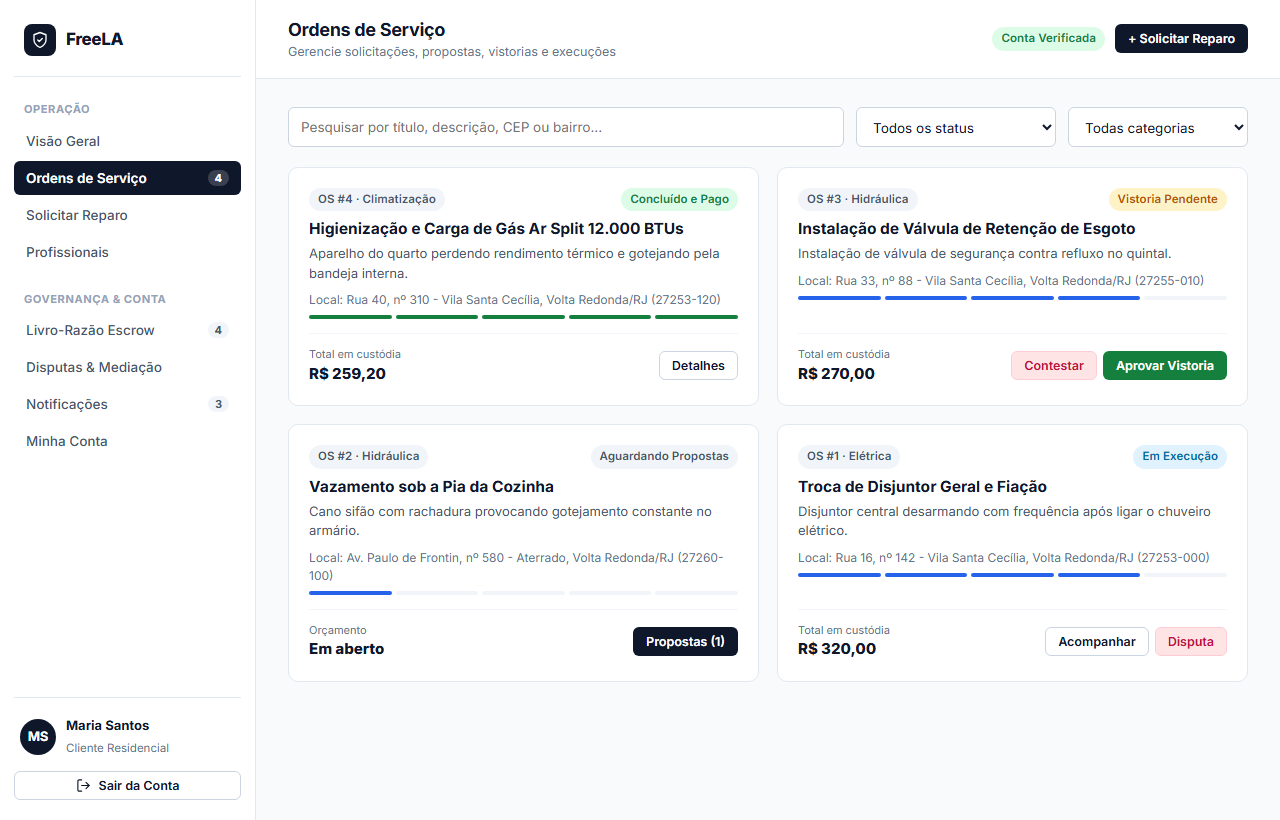 FreeLA
OPERAÇÃO
Visão Geral
Ordens de Serviço 4
Solicitar Reparo
Profissionais
GOVERNANÇA & CONTA
Livro-Razão Escrow 4
Disputas & Mediação
Notificações 3
Minha Conta
MS
Maria Santos
Cliente Residencial
Sair da Conta
Ordens de Serviço
Gerencie solicitações, propostas, vistorias e execuções
Conta Verificada
+ Solicitar Reparo
Pesquisar por título, descrição, CEP ou bairro...
Todos os status
Todas categorias
OS #4 · Climatização
Concluído e Pago
Higienização e Carga de Gás Ar Split 12.000 BTUs
Aparelho do quarto perdendo rendimento térmico e gotejando pela
bandeja interna.
Local: Rua 40, nº 310 - Vila Santa Cecília, Volta Redonda/RJ (27253-120)
Total em custódia
R$ 259,20
Detalhes
OS #3 · Hidráulica
Vistoria Pendente
Instalação de Válvula de Retenção de Esgoto
Instalação de válvula de segurança contra refluxo no quintal.
Local: Rua 33, nº 88 - Vila Santa Cecília, Volta Redonda/RJ (27255-010)
Total em custódia
R$ 270,00
Contestar
Aprovar Vistoria
OS #2 · Hidráulica
Aguardando Propostas
Vazamento sob a Pia da Cozinha
Cano sifão com rachadura provocando gotejamento constante no
armário.
Local: Av. Paulo de Frontin, nº 580 - Aterrado, Volta Redonda/RJ (27260-
100)
Orçamento
Em aberto
Propostas (1)
OS #1 · Elétrica
Em Execução
Troca de Disjuntor Geral e Fiação
Disjuntor central desarmando com frequência após ligar o chuveiro
elétrico.
Local: Rua 16, nº 142 - Vila Santa Cecília, Volta Redonda/RJ (27253-000)
Total em custódia
R$ 320,00
Acompanhar
Disputa